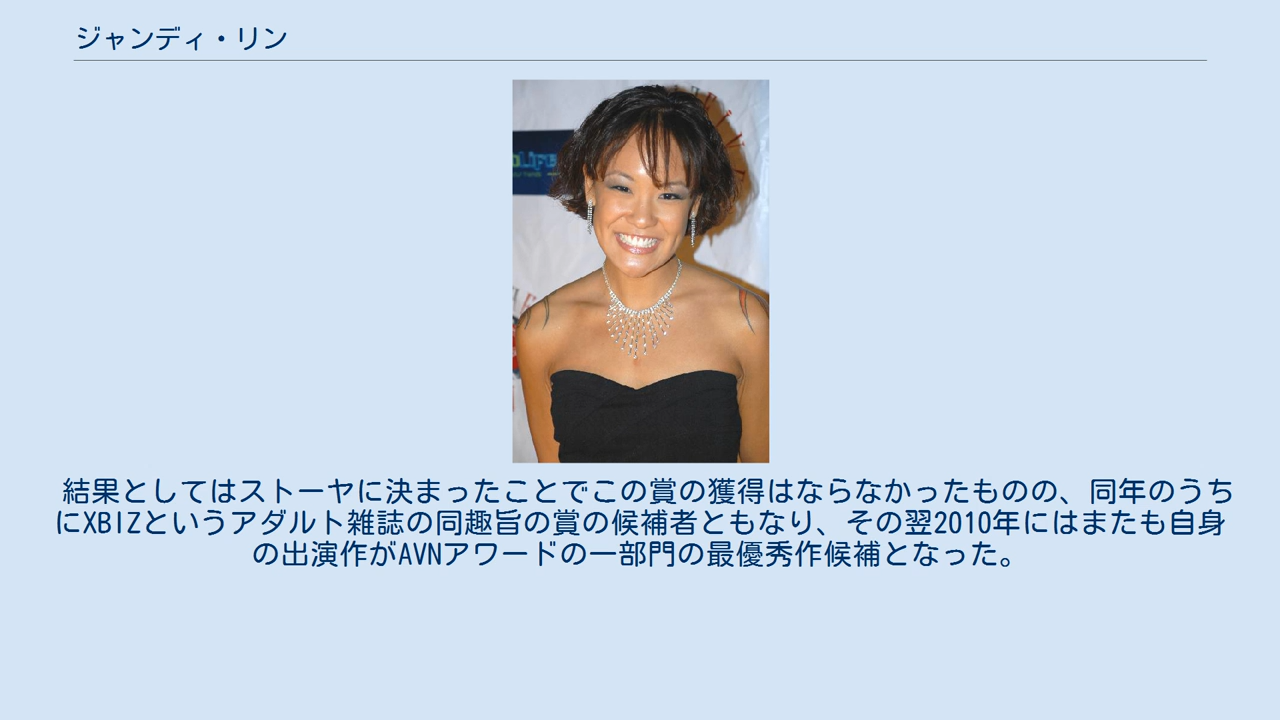 ジャンディ・リン
結果としてはストーヤに決まったことでこの賞の獲得はならなかったものの、同年のうち
にXBIZというアダルト雑誌の同趣旨の賞の候補者ともなり、その翌2010年にはまたも自身
の出演作がAVNアワードの一部門の最優秀作候補となった。